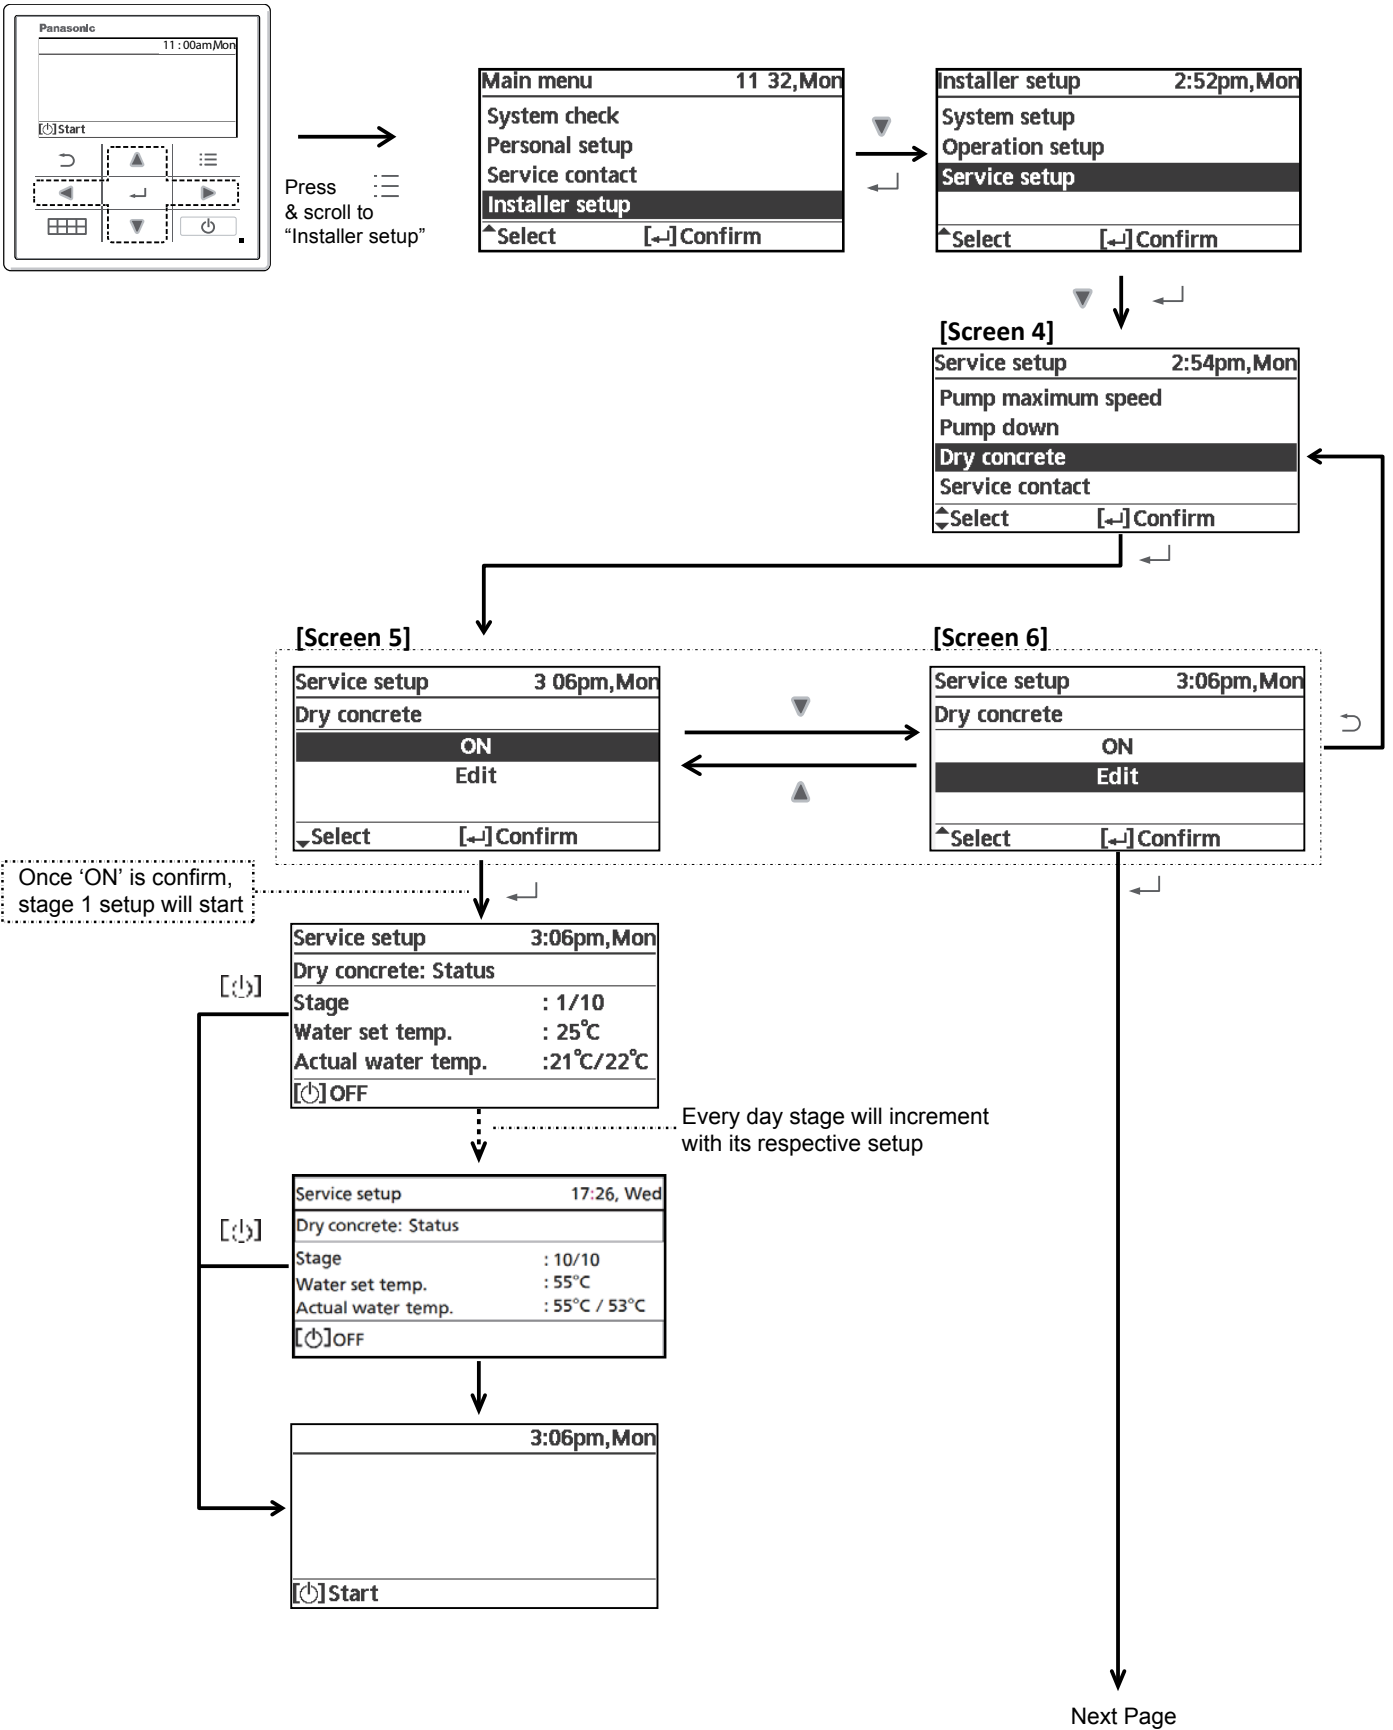 Panasonic
11 : 00am,Mon
[⏻]Start
Press
& scroll to
“Installer setup”
Main menu 11 32,Mon
System check
Personal setup
Service contact
Installer setup
Select [↵]Confirm
Installer setup 2:52pm,Mon
System setup
Operation setup
Service setup
Select [↵]Confirm
[Screen 4]
Service setup 2:54pm,Mon
Pump maximum speed
Pump down
Dry concrete
Service contact
Select [↵]Confirm
[Screen 5]
Service setup 3 06pm,Mon
Dry concrete
ON
Edit
Select [↵]Confirm
[Screen 6]
Service setup 3:06pm,Mon
Dry concrete
ON
Edit
Select [↵]Confirm
Once ‘ON’ is confirm,
stage 1 setup will start
Service setup 3:06pm,Mon
Dry concrete: Status
Stage : 1/10
Water set temp. : 25℃
Actual water temp. :21℃/22℃
[⏻]OFF
[⏻]
Every day stage will increment
with its respective setup
Service setup 17:26, Wed
Dry concrete: Status
Stage : 10/10
Water set temp. : 55°C
Actual water temp. : 55°C / 53°C
[⏻]OFF
[⏻]
3:06pm,Mon
[⏻]Start
Next Page